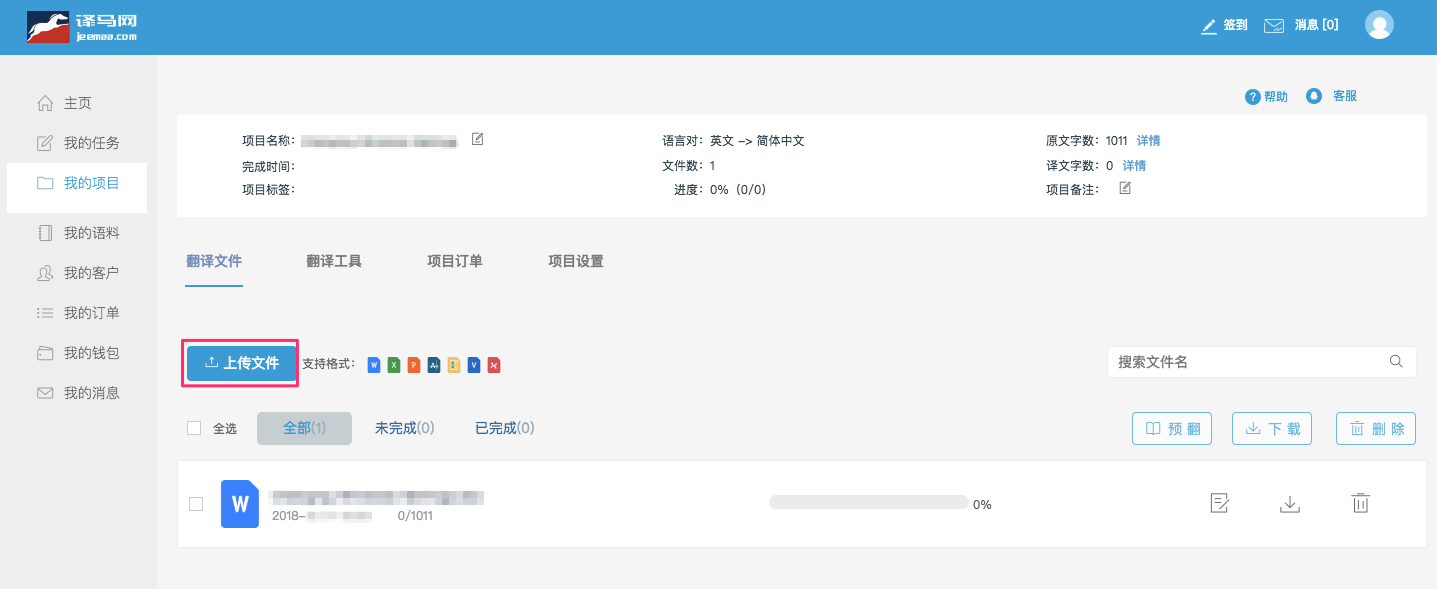 译马网
jeemaa.com
签到
消息 [0]
主页
我的任务
我的项目
我的语料
我的客户
我的订单
我的钱包
我的消息
? 帮助
客服
项目名称：
语言对：英文 –> 简体中文
原文字数：1011 详情
完成时间：
文件数：1
译文字数：0 详情
项目标签：
进度：0%（0/0）
项目备注：
翻译文件
翻译工具
项目订单
项目设置
上传文件
支持格式：
W X P V
搜索文件名
全选
全部(1)
未完成(0)
已完成(0)
预 翻
下 载
删 除
W
2018-
0/1011
0%